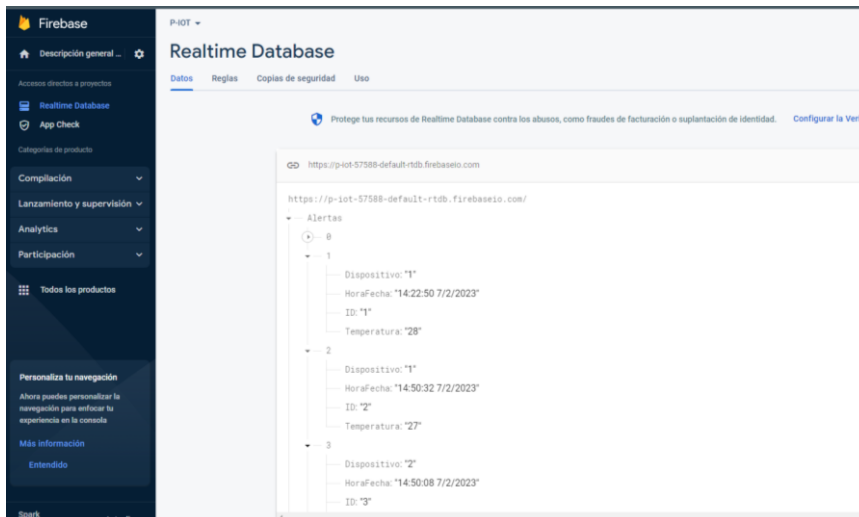 Firebase
Descripción general ...
Accesos directos a proyectos
Realtime Database
App Check
Categorías de producto
Compilación
Lanzamiento y supervisión
Analytics
Participación
Todos los productos
Personaliza tu navegación
Ahora puedes personalizar la
navegación para enfocar tu
experiencia en la consola
Más información
Entendido
Spark
P-IOT
Realtime Database
Datos Reglas Copias de seguridad Uso
Protege tus recursos de Realtime Database contra los abusos, como fraudes de facturación o suplantación de identidad. Configurar la Veri
https://p-iot-57588-default-rtdb.firebaseio.com
https://p-iot-57588-default-rtdb.firebaseio.com/
Alertas
0
1
Dispositivo: "1"
HoraFecha: "14:22:50 7/2/2023"
ID: "1"
Temperatura: "28"
2
Dispositivo: "1"
HoraFecha: "14:50:32 7/2/2023"
ID: "2"
Temperatura: "27"
3
Dispositivo: "2"
HoraFecha: "14:50:08 7/2/2023"
ID: "3"